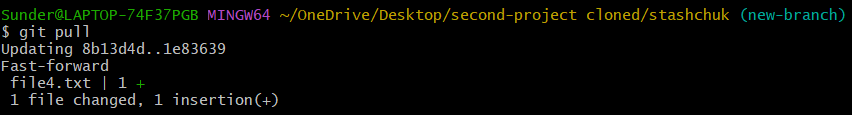 Sunder@LAPTOP-74F37PGB MINGW64 ~/OneDrive/Desktop/second-project cloned/stashchuk (new-branch)
$ git pull
Updating 8b13d4d..1e83639
Fast-forward
 file4.txt | 1 +
 1 file changed, 1 insertion(+)